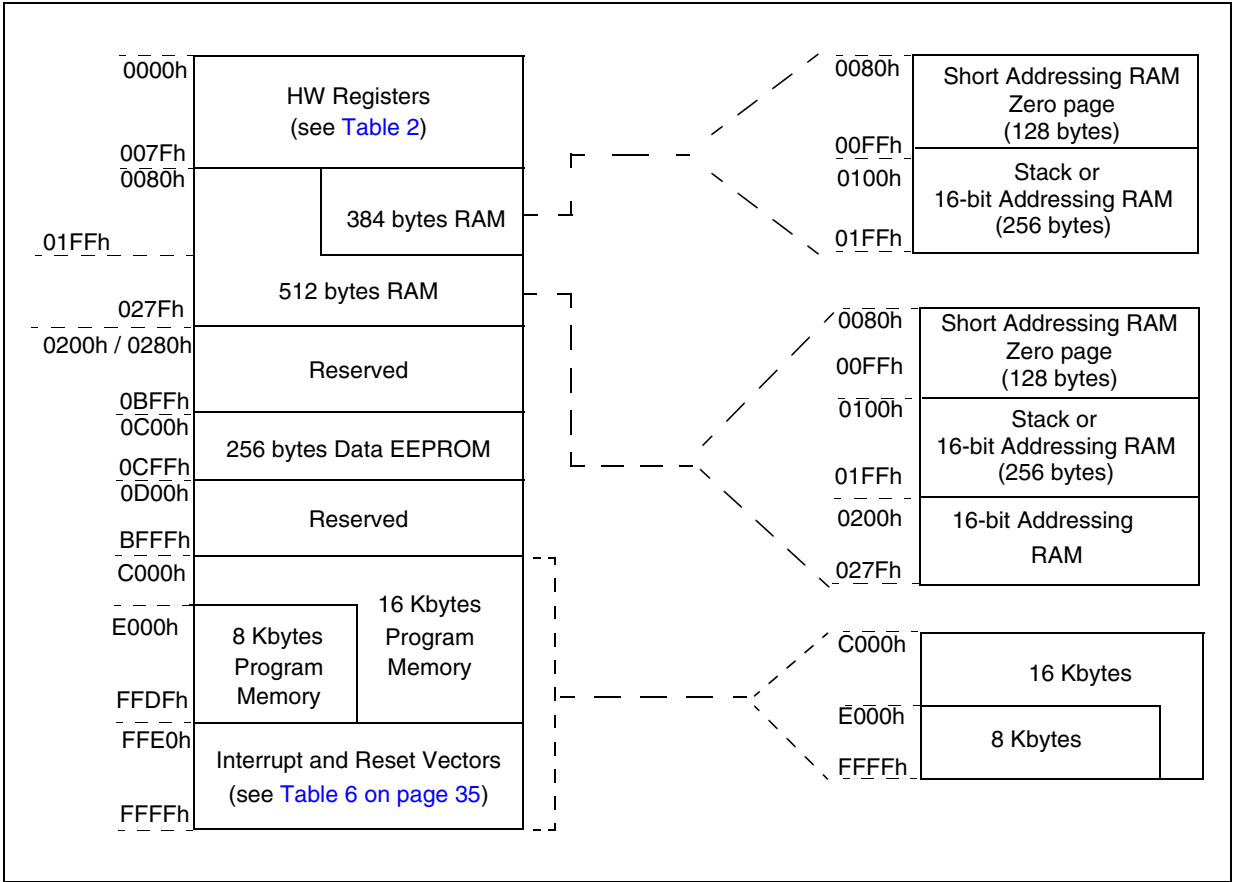 0000h
HW Registers
(see Table 2)
007Fh
0080h
384 bytes RAM
01FFh
512 bytes RAM
027Fh
0200h / 0280h
Reserved
0BFFh
0C00h
256 bytes Data EEPROM
0CFFh
0D00h
Reserved
BFFFh
C000h
16 Kbytes
Program
Memory
E000h
8 Kbytes
Program
Memory
FFDFh
FFE0h
Interrupt and Reset Vectors
(see Table 6 on page 35)
FFFFh
0080h
Short Addressing RAM
Zero page
(128 bytes)
00FFh
0100h
Stack or
16-bit Addressing RAM
(256 bytes)
01FFh
0080h
Short Addressing RAM
Zero page
(128 bytes)
00FFh
0100h
Stack or
16-bit Addressing RAM
(256 bytes)
01FFh
0200h
16-bit Addressing
RAM
027Fh
C000h
16 Kbytes
E000h
8 Kbytes
FFFFh